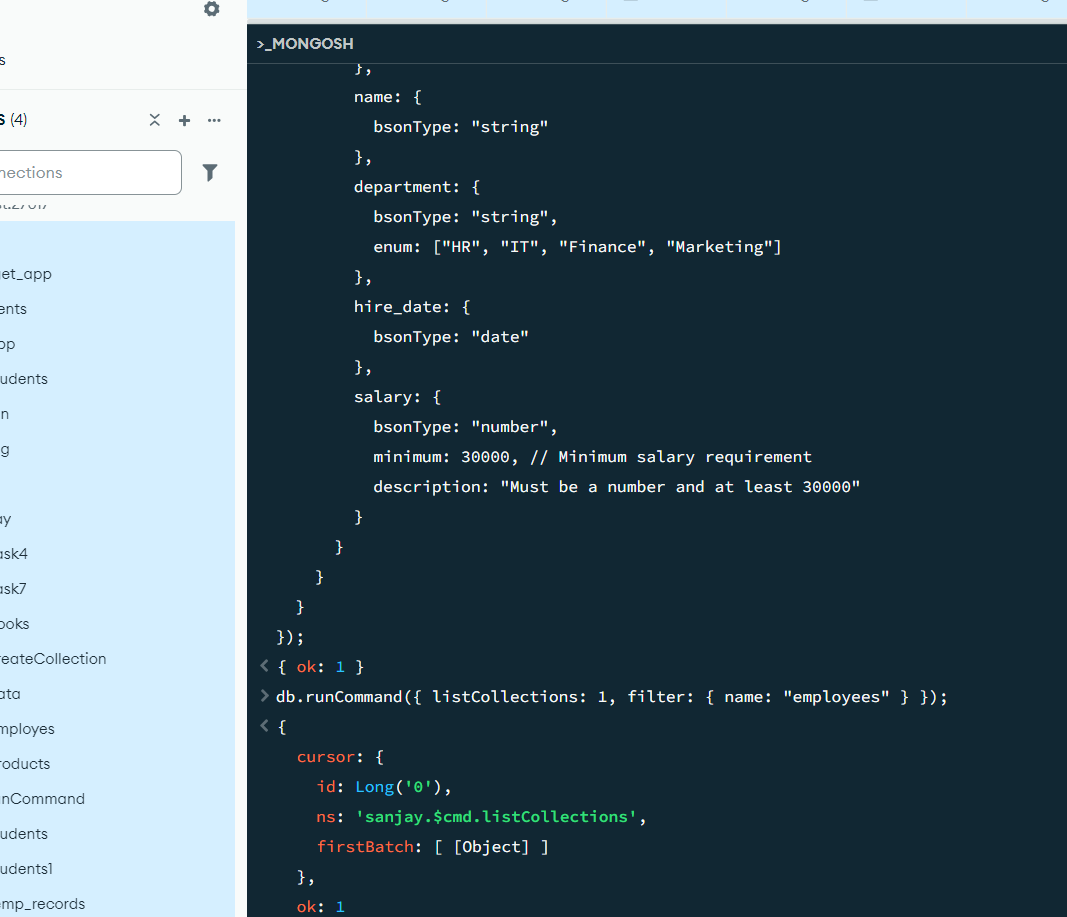 s
S (4)
nections
et_app
ents
op
udents
n
g
ay
ask4
ask7
ooks
reateCollection
ata
mployes
roducts
unCommand
udents
udents1
emp_records
>_MONGOSH
},
name: {
bsonType: "string"
},
department: {
bsonType: "string",
enum: ["HR", "IT", "Finance", "Marketing"]
},
hire_date: {
bsonType: "date"
},
salary: {
bsonType: "number",
minimum: 30000, // Minimum salary requirement
description: "Must be a number and at least 30000"
}
}
}
}
});
< { ok: 1 }
> db.runCommand({ listCollections: 1, filter: { name: "employees" } });
< {
cursor: {
id: Long('0'),
ns: 'sanjay.$cmd.listCollections',
firstBatch: [ [Object] ]
},
ok: 1